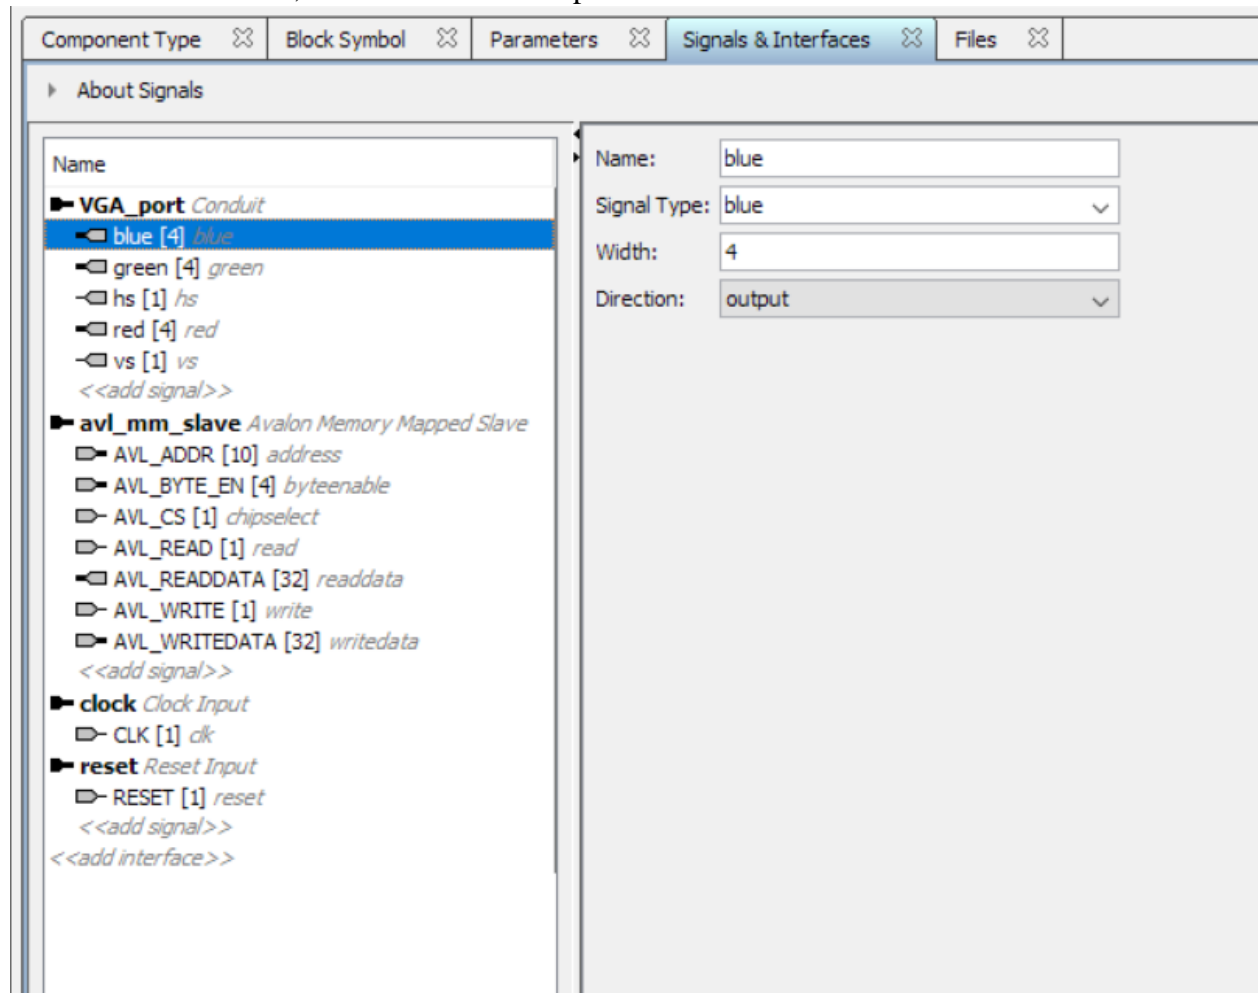 Component Type Block Symbol Parameters Signals & Interfaces Files
About Signals
Name
VGA_port Conduit
blue [4] blue
green [4] green
hs [1] hs
red [4] red
vs [1] vs
<<add signal>>
avl_mm_slave Avalon Memory Mapped Slave
AVL_ADDR [10] address
AVL_BYTE_EN [4] byteenable
AVL_CS [1] chipselect
AVL_READ [1] read
AVL_READDATA [32] readdata
AVL_WRITE [1] write
AVL_WRITEDATA [32] writedata
<<add signal>>
clock Clock Input
CLK [1] clk
reset Reset Input
RESET [1] reset
<<add signal>>
<<add interface>>
Name: blue
Signal Type: blue
Width: 4
Direction: output